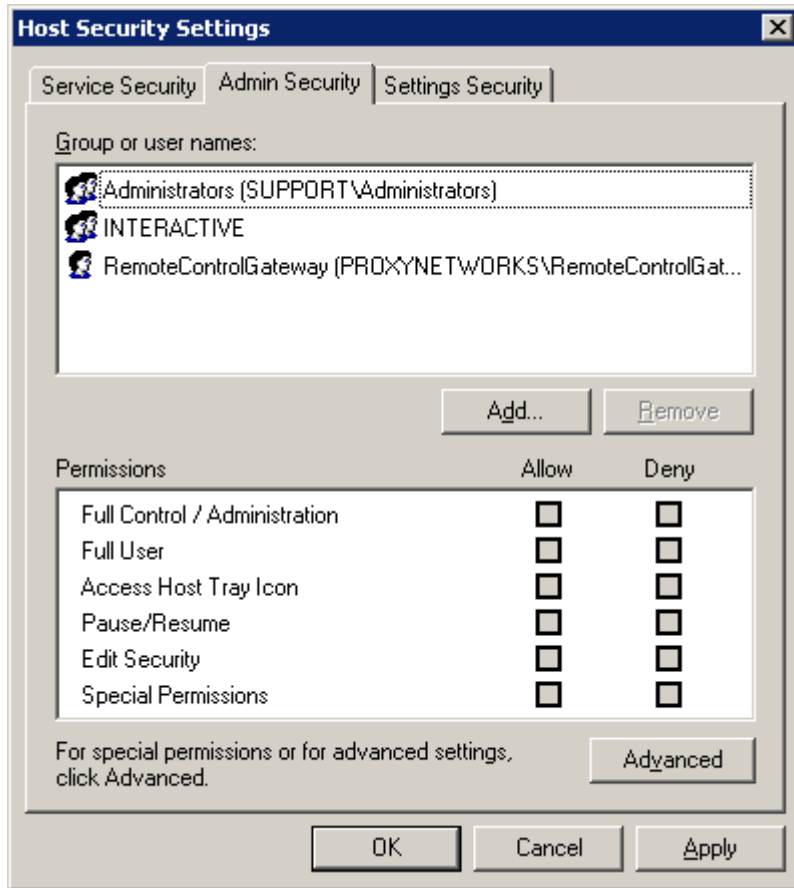 Host Security Settings
Service Security Admin Security Settings Security
Group or user names:
Administrators (SUPPORT\Administrators)
INTERACTIVE
RemoteControlGateway (PROXYNETWORKS\RemoteControlGat...
Add... Remove
Permissions Allow Deny
Full Control / Administration
Full User
Access Host Tray Icon
Pause/Resume
Edit Security
Special Permissions
For special permissions or for advanced settings,
click Advanced.
Advanced
OK Cancel Apply